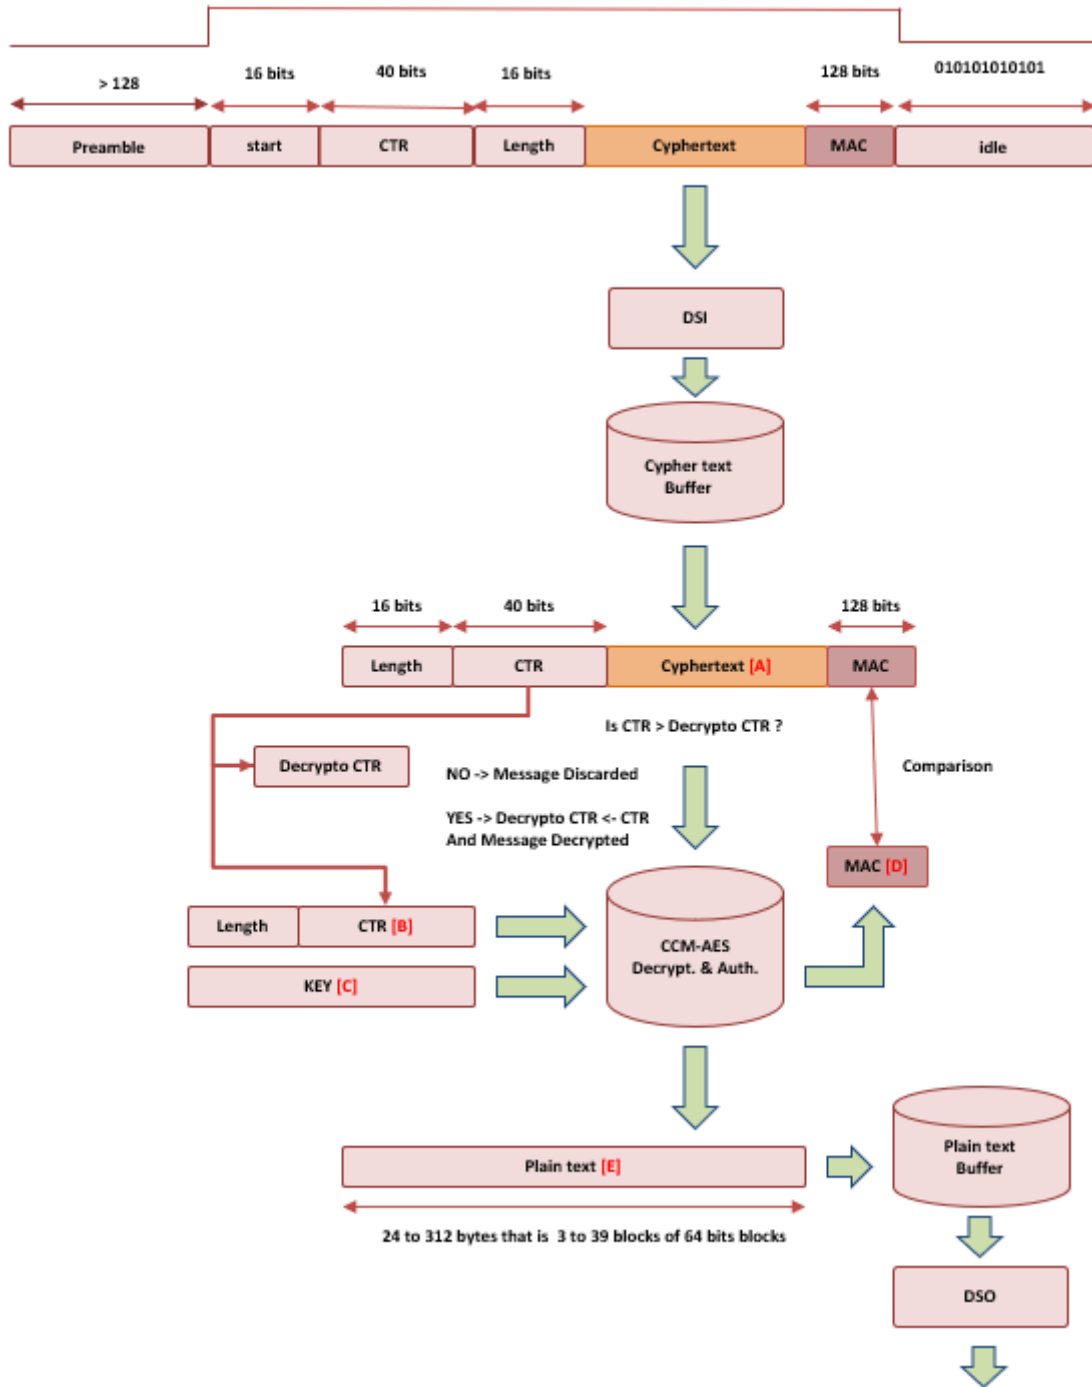 > 128
16 bits
40 bits
16 bits
128 bits
010101010101
Preamble
start
CTR
Length
Cyphertext
MAC
idle
DSI
Cypher text
Buffer
16 bits
40 bits
128 bits
Length
CTR
Cyphertext [A]
MAC
Is CTR > Decrypto CTR ?
Decrypto CTR
NO -> Message Discarded
Comparison
YES -> Decrypto CTR <- CTR
And Message Decrypted
MAC [D]
Length
CTR [B]
KEY [C]
CCM-AES
Decrypt. & Auth.
Plain text [E]
Plain text
Buffer
24 to 312 bytes that is 3 to 39 blocks of 64 bits blocks
DSO